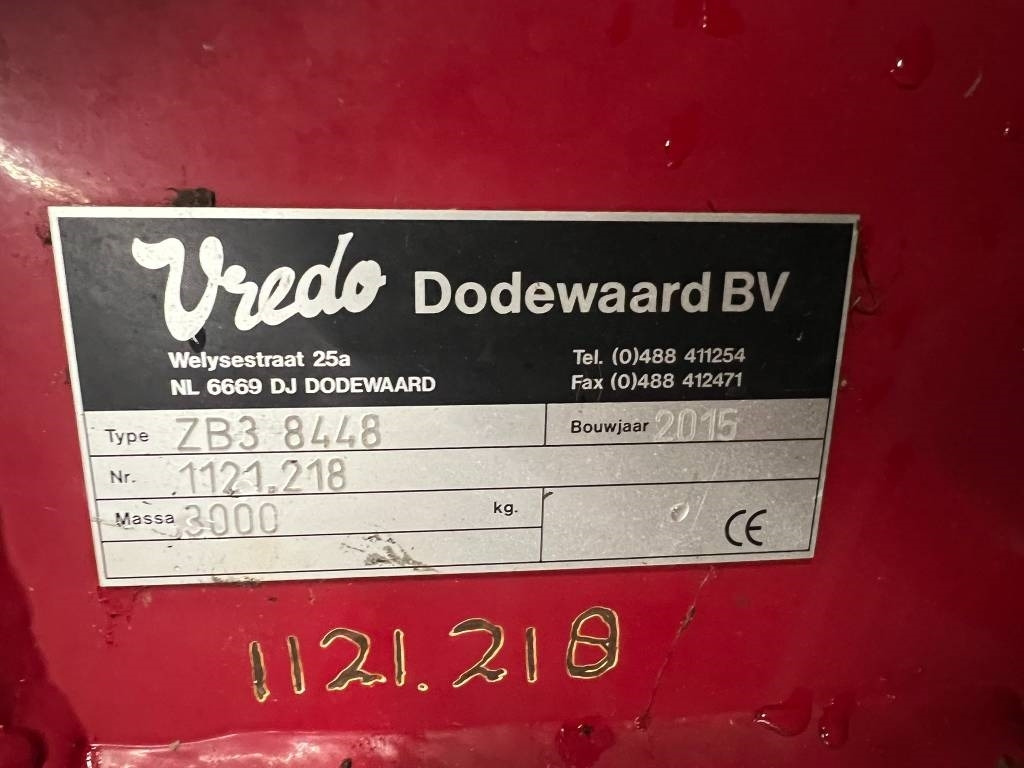 Vredo Dodewaard BV
Welysestraat 25a Tel. (0)488 411254
NL 6669 DJ DODEWAARD Fax (0)488 412471
Type ZB3 8448 Bouwjaar 2015
Nr. 1121.218
Massa 3000 kg.
CE
1121.218